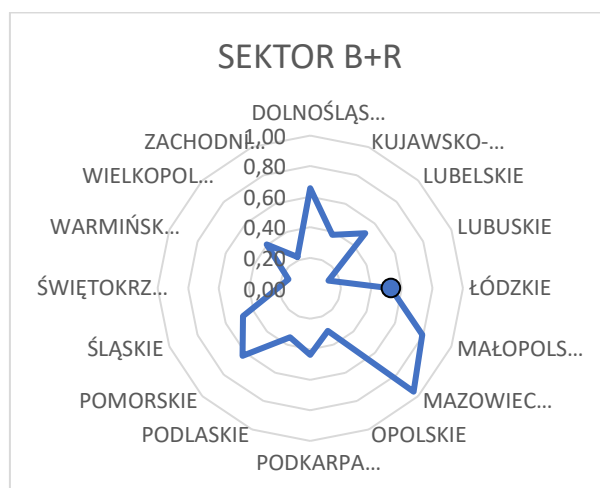 SEKTOR B+R
DOLNOŚLĄS...
ZACHODNI...
KUJAWSKO-...
WIELKOPOL...
LUBELSKIE
WARMIŃSK...
LUBUSKIE
ŚWIĘTOKRZ...
ŁÓDZKIE
ŚLĄSKIE
MAŁOPOLS...
POMORSKIE
MAZOWIEC...
PODLASKIE
OPOLSKIE
PODKARPA...
1,00
0,80
0,60
0,40
0,20
0,00